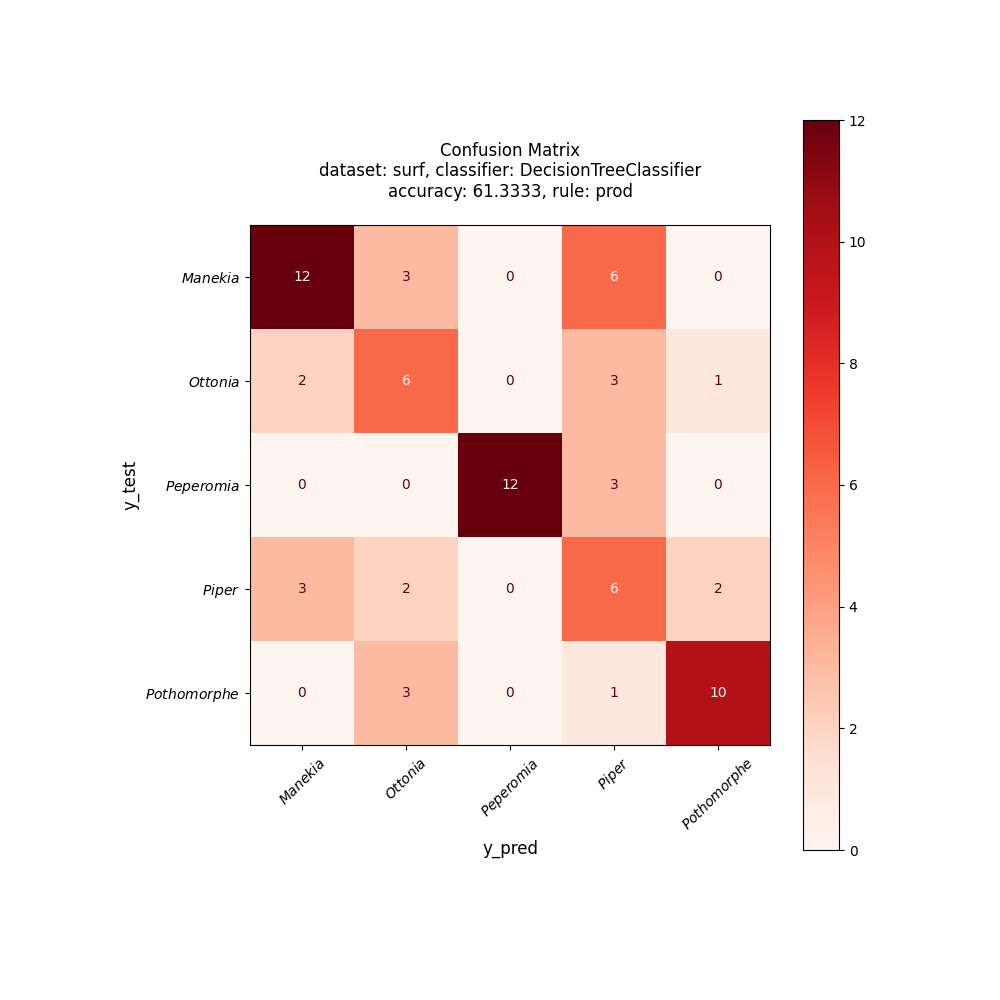 Confusion Matrix
dataset: surf, classifier: DecisionTreeClassifier
accuracy: 61.3333, rule: prod
y_test
Manekia 12 3 0 6 0
Ottonia 2 6 0 3 1
Peperomia 0 0 12 3 0
Piper 3 2 0 6 2
Pothomorphe 0 3 0 1 10
Manekia Ottonia Peperomia Piper Pothomorphe
y_pred
12
10
8
6
4
2
0